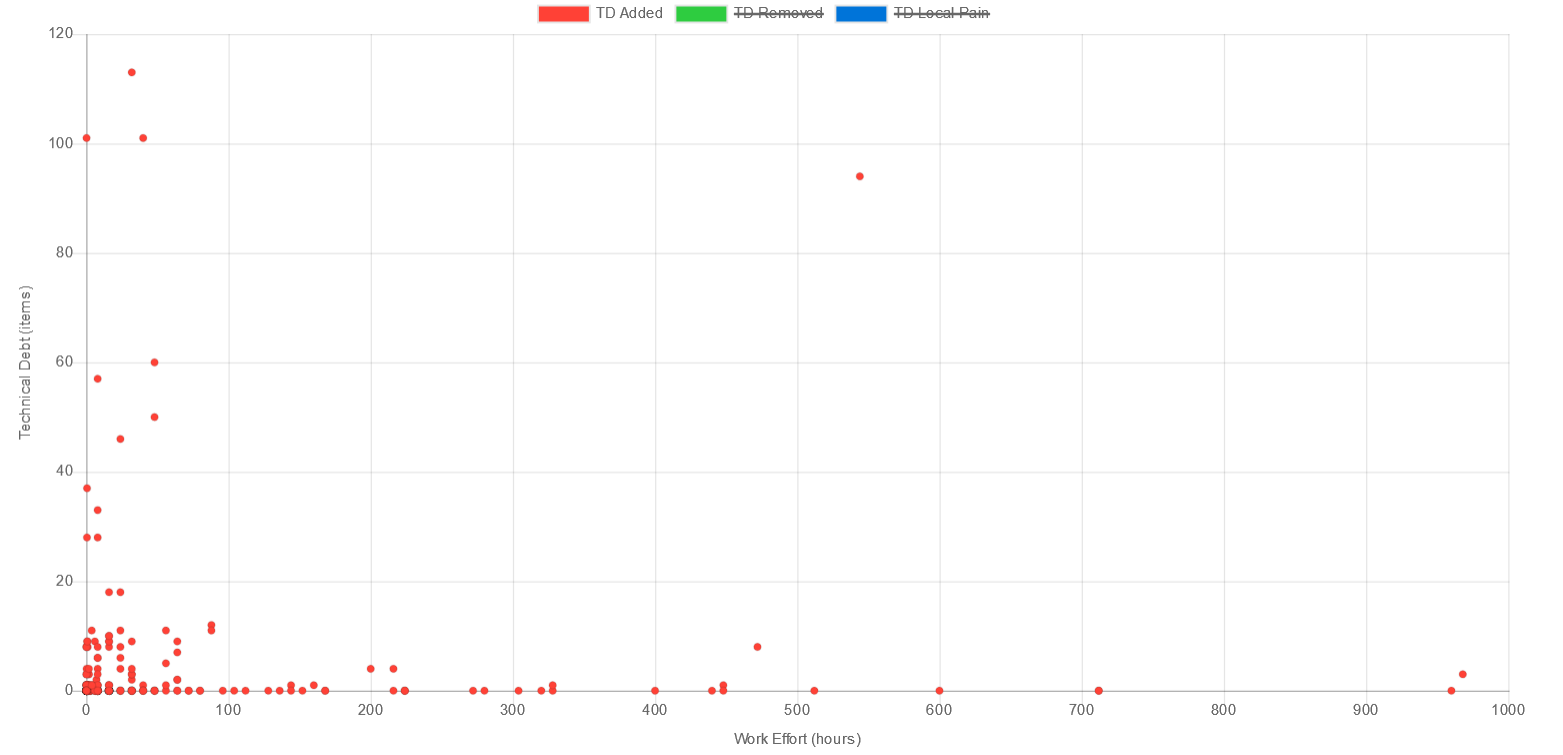 TD Added TD Removed TD Local Pain
120
100
80
60
40
20
0
Technical Debt (items)
0 100 200 300 400 500 600 700 800 900 1000
Work Effort (hours)